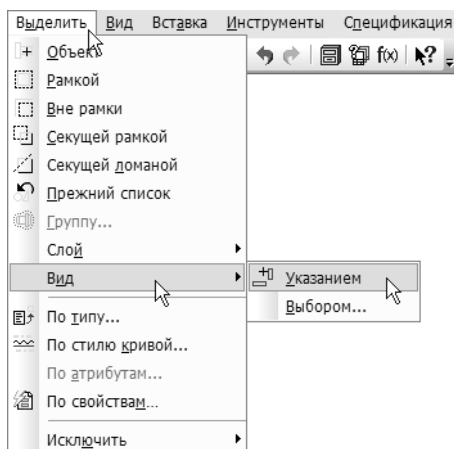 Выделить Вид Вставка Инструменты Спецификация
Объект
f(x) ?
Рамкой
Вне рамки
Секущей рамкой
Секущей ломаной
Прежний список
Группу...
Слой
Вид
Указанием
Выбором...
По типу...
По стилю кривой...
По атрибутам...
По свойствам...
Исключить